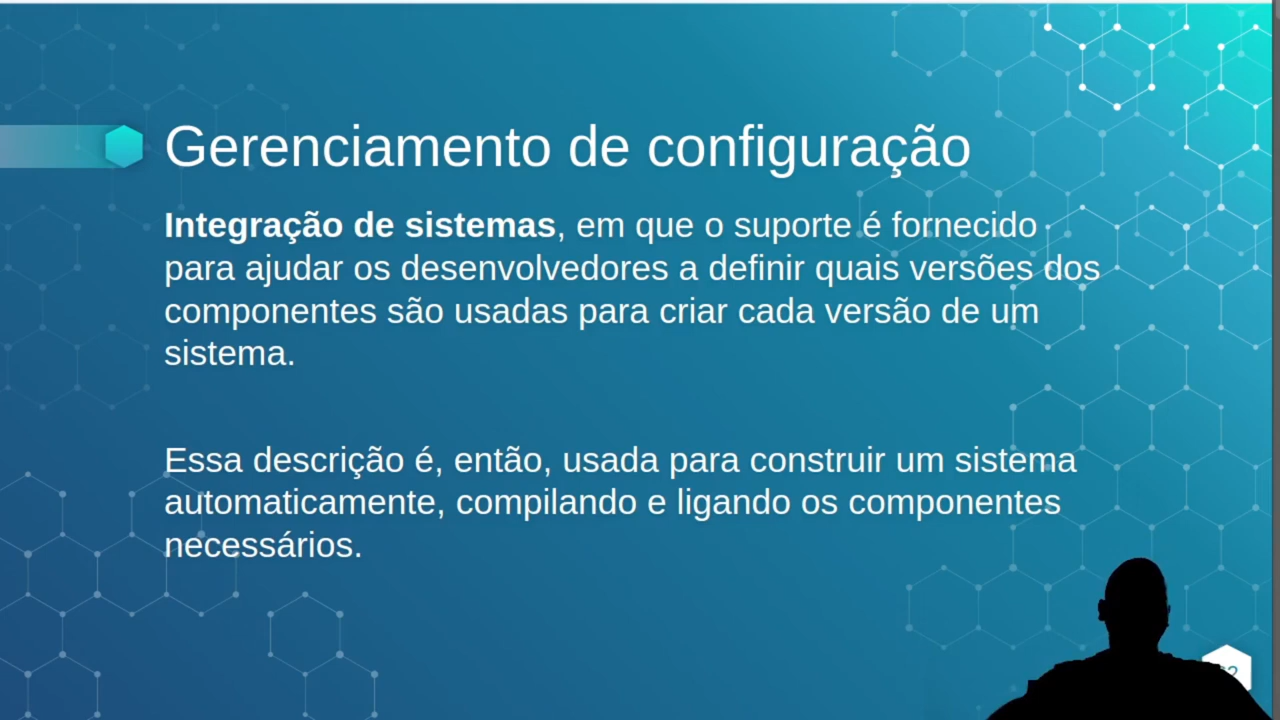 Gerenciamento de configuração
Integração de sistemas, em que o suporte é fornecido
para ajudar os desenvolvedores a definir quais versões dos
componentes são usadas para criar cada versão de um
sistema.
Essa descrição é, então, usada para construir um sistema
automaticamente, compilando e ligando os componentes
necessários.